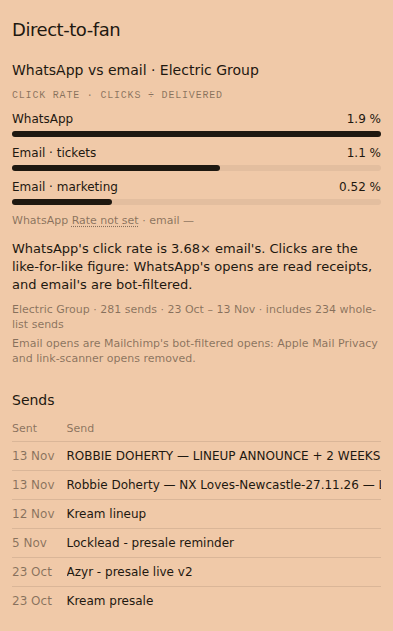 Direct-to-fan
WhatsApp vs email · Electric Group
CLICK RATE · CLICKS ÷ DELIVERED
WhatsApp 1.9 %
Email · tickets 1.1 %
Email · marketing 0.52 %
WhatsApp Rate not set · email —
WhatsApp's click rate is 3.68× email's. Clicks are the
like-for-like figure: WhatsApp's opens are read receipts,
and email's are bot-filtered.
Electric Group · 281 sends · 23 Oct – 13 Nov · includes 234 whole-
list sends
Email opens are Mailchimp's bot-filtered opens: Apple Mail Privacy
and link-scanner opens removed.
Sends
Sent Send
13 Nov ROBBIE DOHERTY — LINEUP ANNOUNCE + 2 WEEKS
13 Nov Robbie Doherty — NX Loves-Newcastle-27.11.26 —
12 Nov Kream lineup
5 Nov Locklead - presale reminder
23 Oct Azyr - presale live v2
23 Oct Kream presale